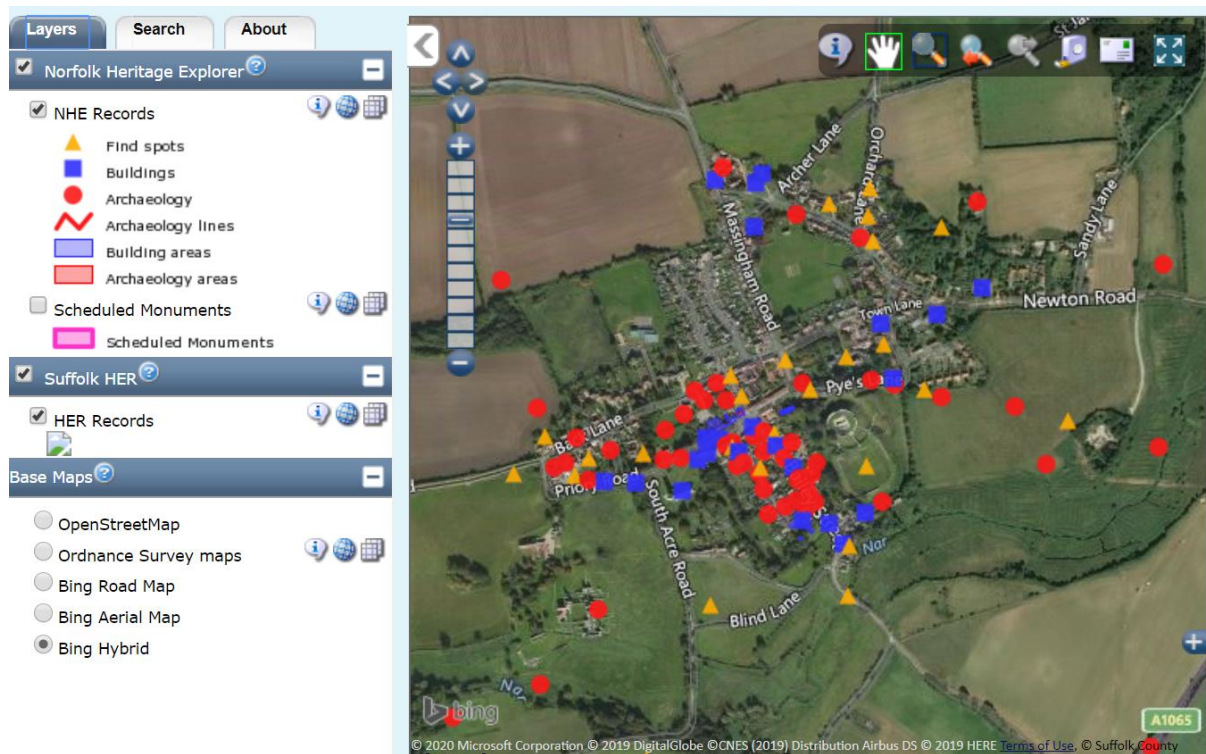 Layers Search About
Norfolk Heritage Explorer
NHE Records
Find spots
Buildings
Archaeology
Archaeology lines
Building areas
Archaeology areas
Scheduled Monuments
Scheduled Monuments
Suffolk HER
HER Records
Base Maps
OpenStreetMap
Ordnance Survey maps
Bing Road Map
Bing Aerial Map
Bing Hybrid
Archer Lane
Orchard Lane
Massingham Road
Sandy Lane
Newton Road
Town Lane
Pye's Lane
Priory Road
South Acre Road
Nar
Blind Lane
Nar
bing
A1065
© 2020 Microsoft Corporation © 2019 DigitalGlobe ©CNES (2019) Distribution Airbus DS © 2019 HERE Terms of Use, © Suffolk County